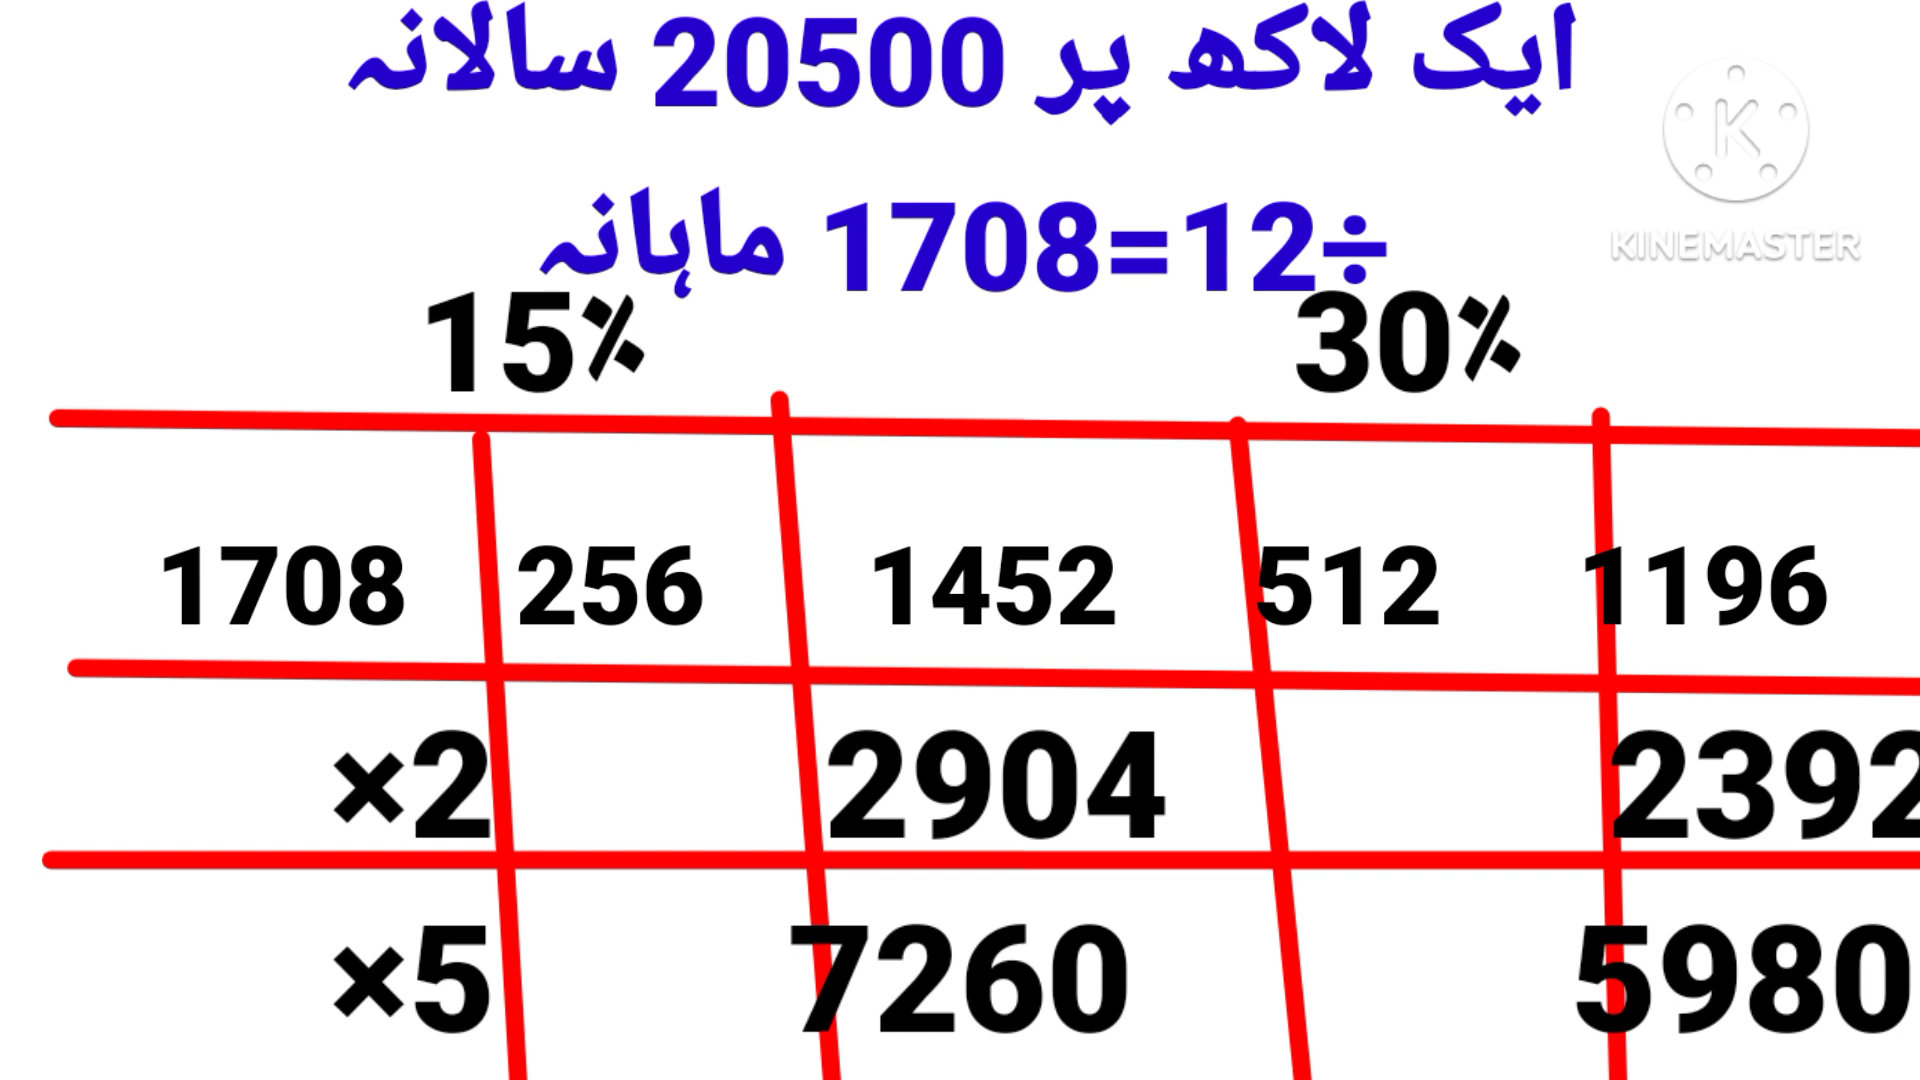 ایک لاکھ پر 20500 سالانہ
÷12=1708 ماہانہ
K
KINEMASTER
15% 30%
1708 256 1452 512 1196
×2 2904 2392
×5 7260 5980